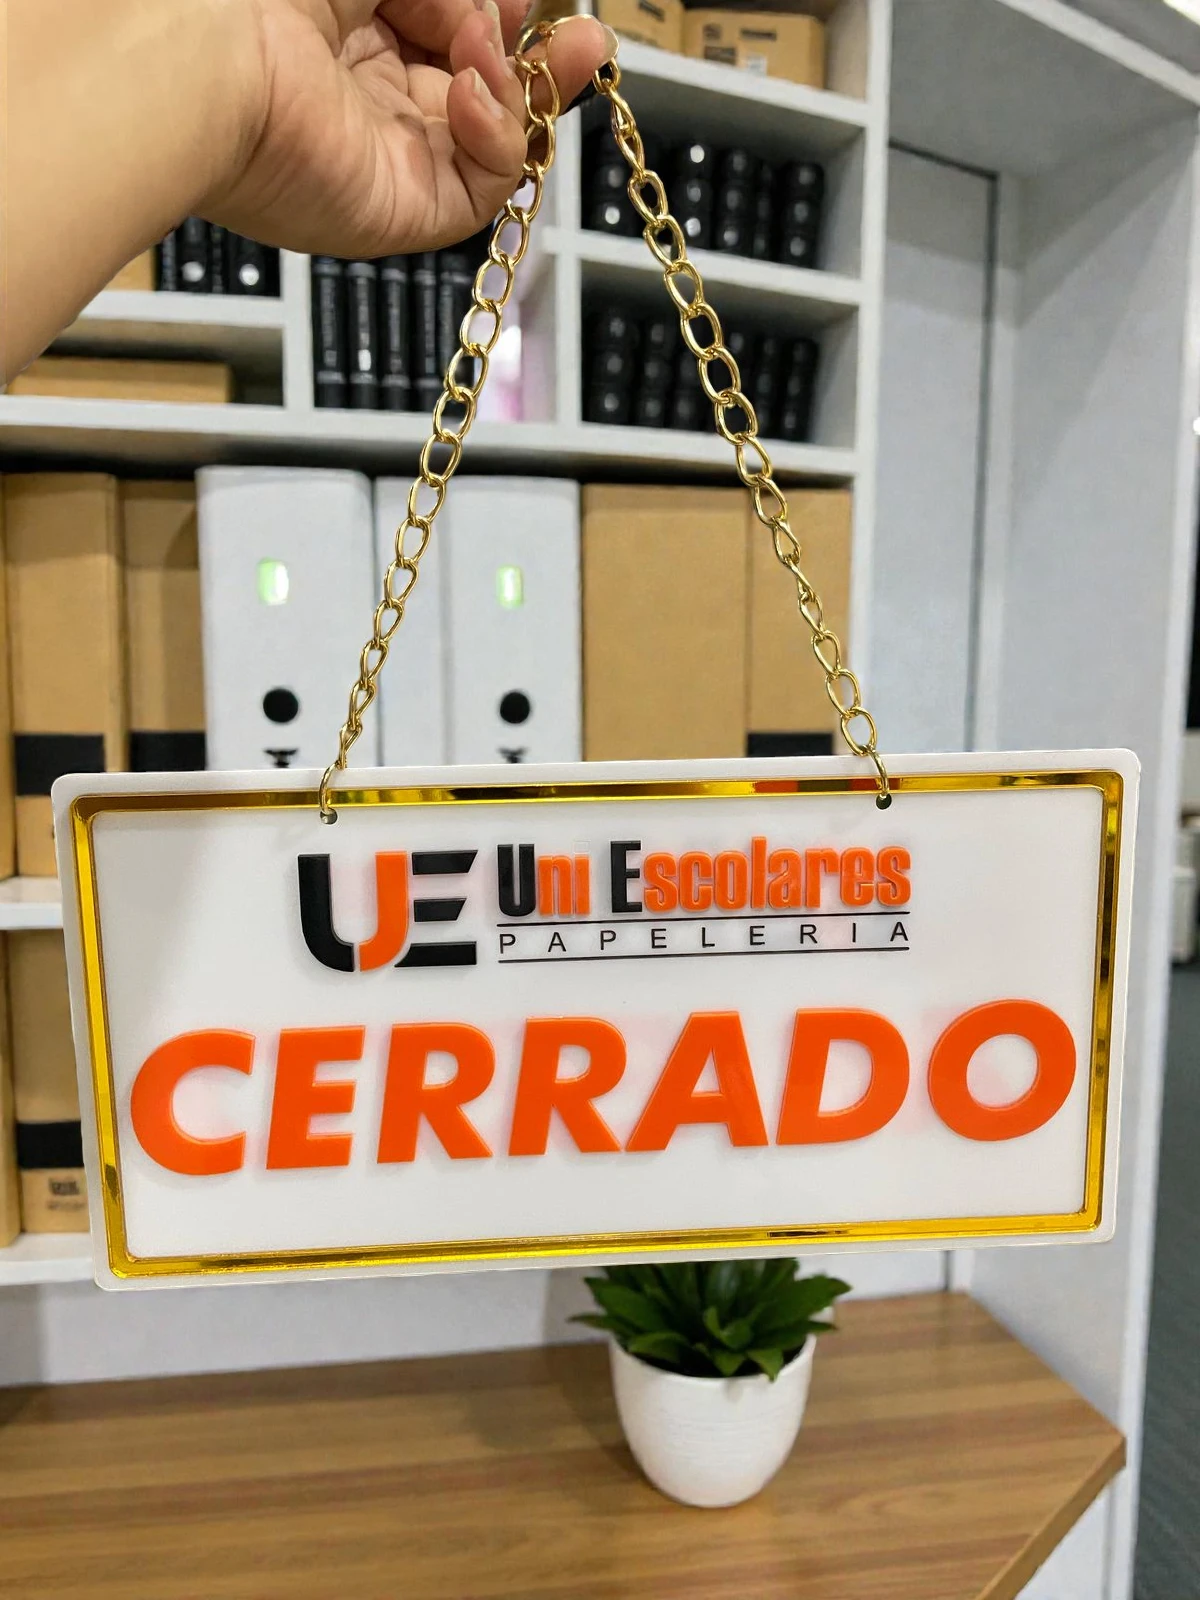 UE
Uni Escolares
PAPELERIA
CERRADO